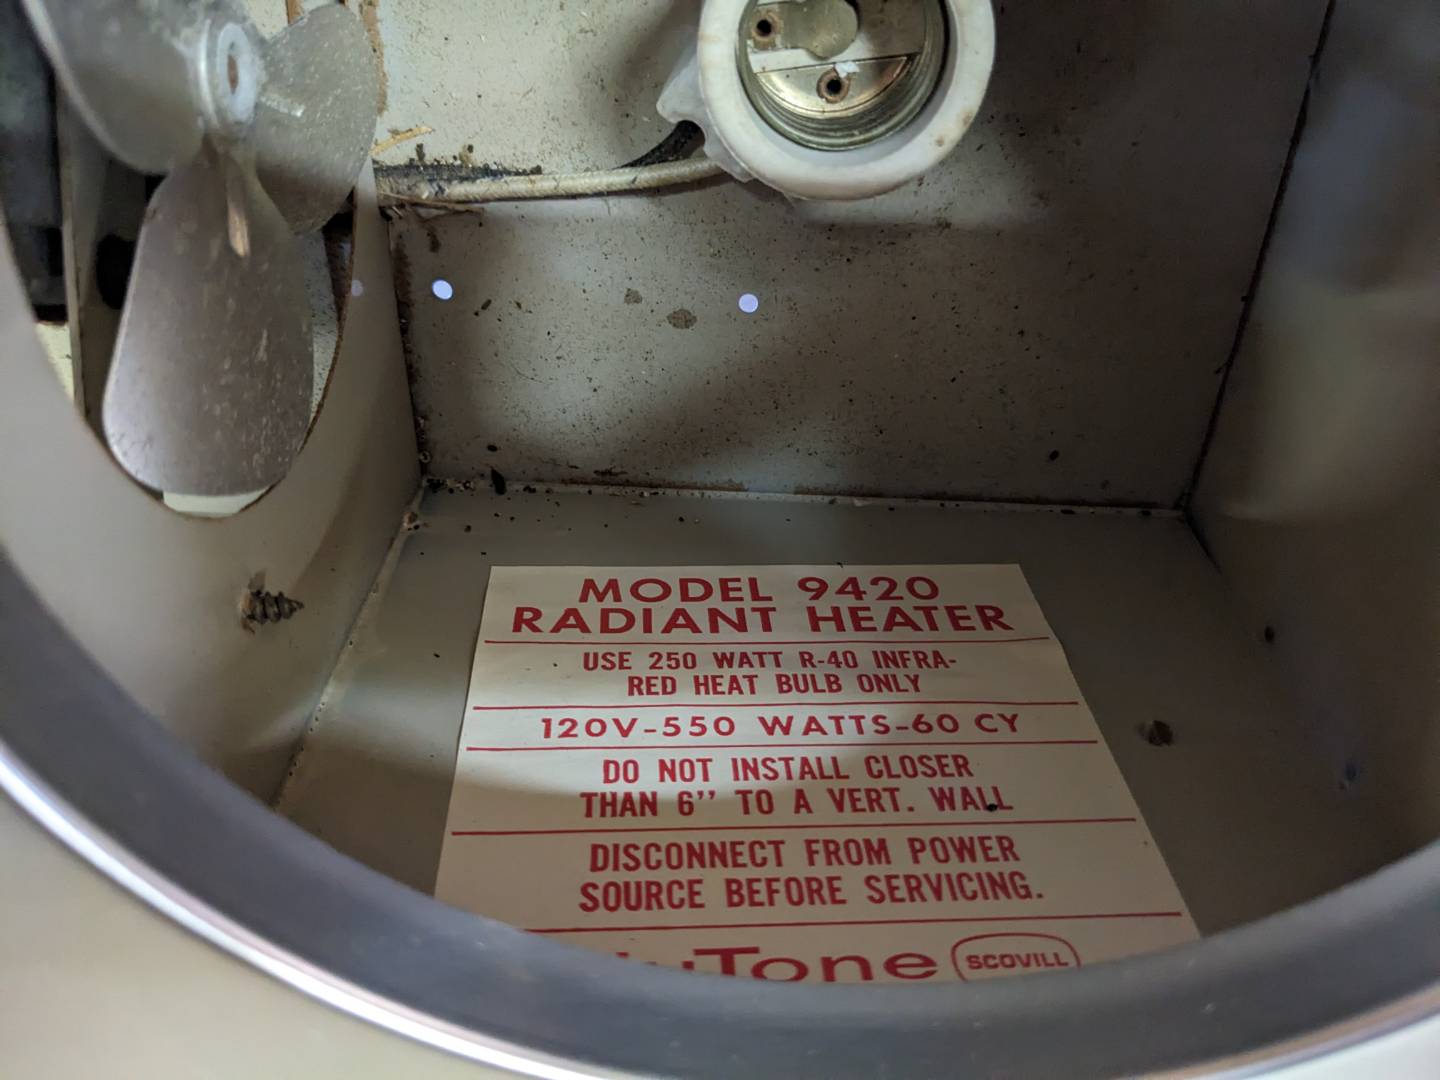 MODEL 9420
RADIANT HEATER
USE 250 WATT R-40 INFRA-
RED HEAT BULB ONLY
120V-550 WATTS-60 CY
DO NOT INSTALL CLOSER
THAN 6" TO A VERT. WALL
DISCONNECT FROM POWER
SOURCE BEFORE SERVICING.
NuTone SCOVILL